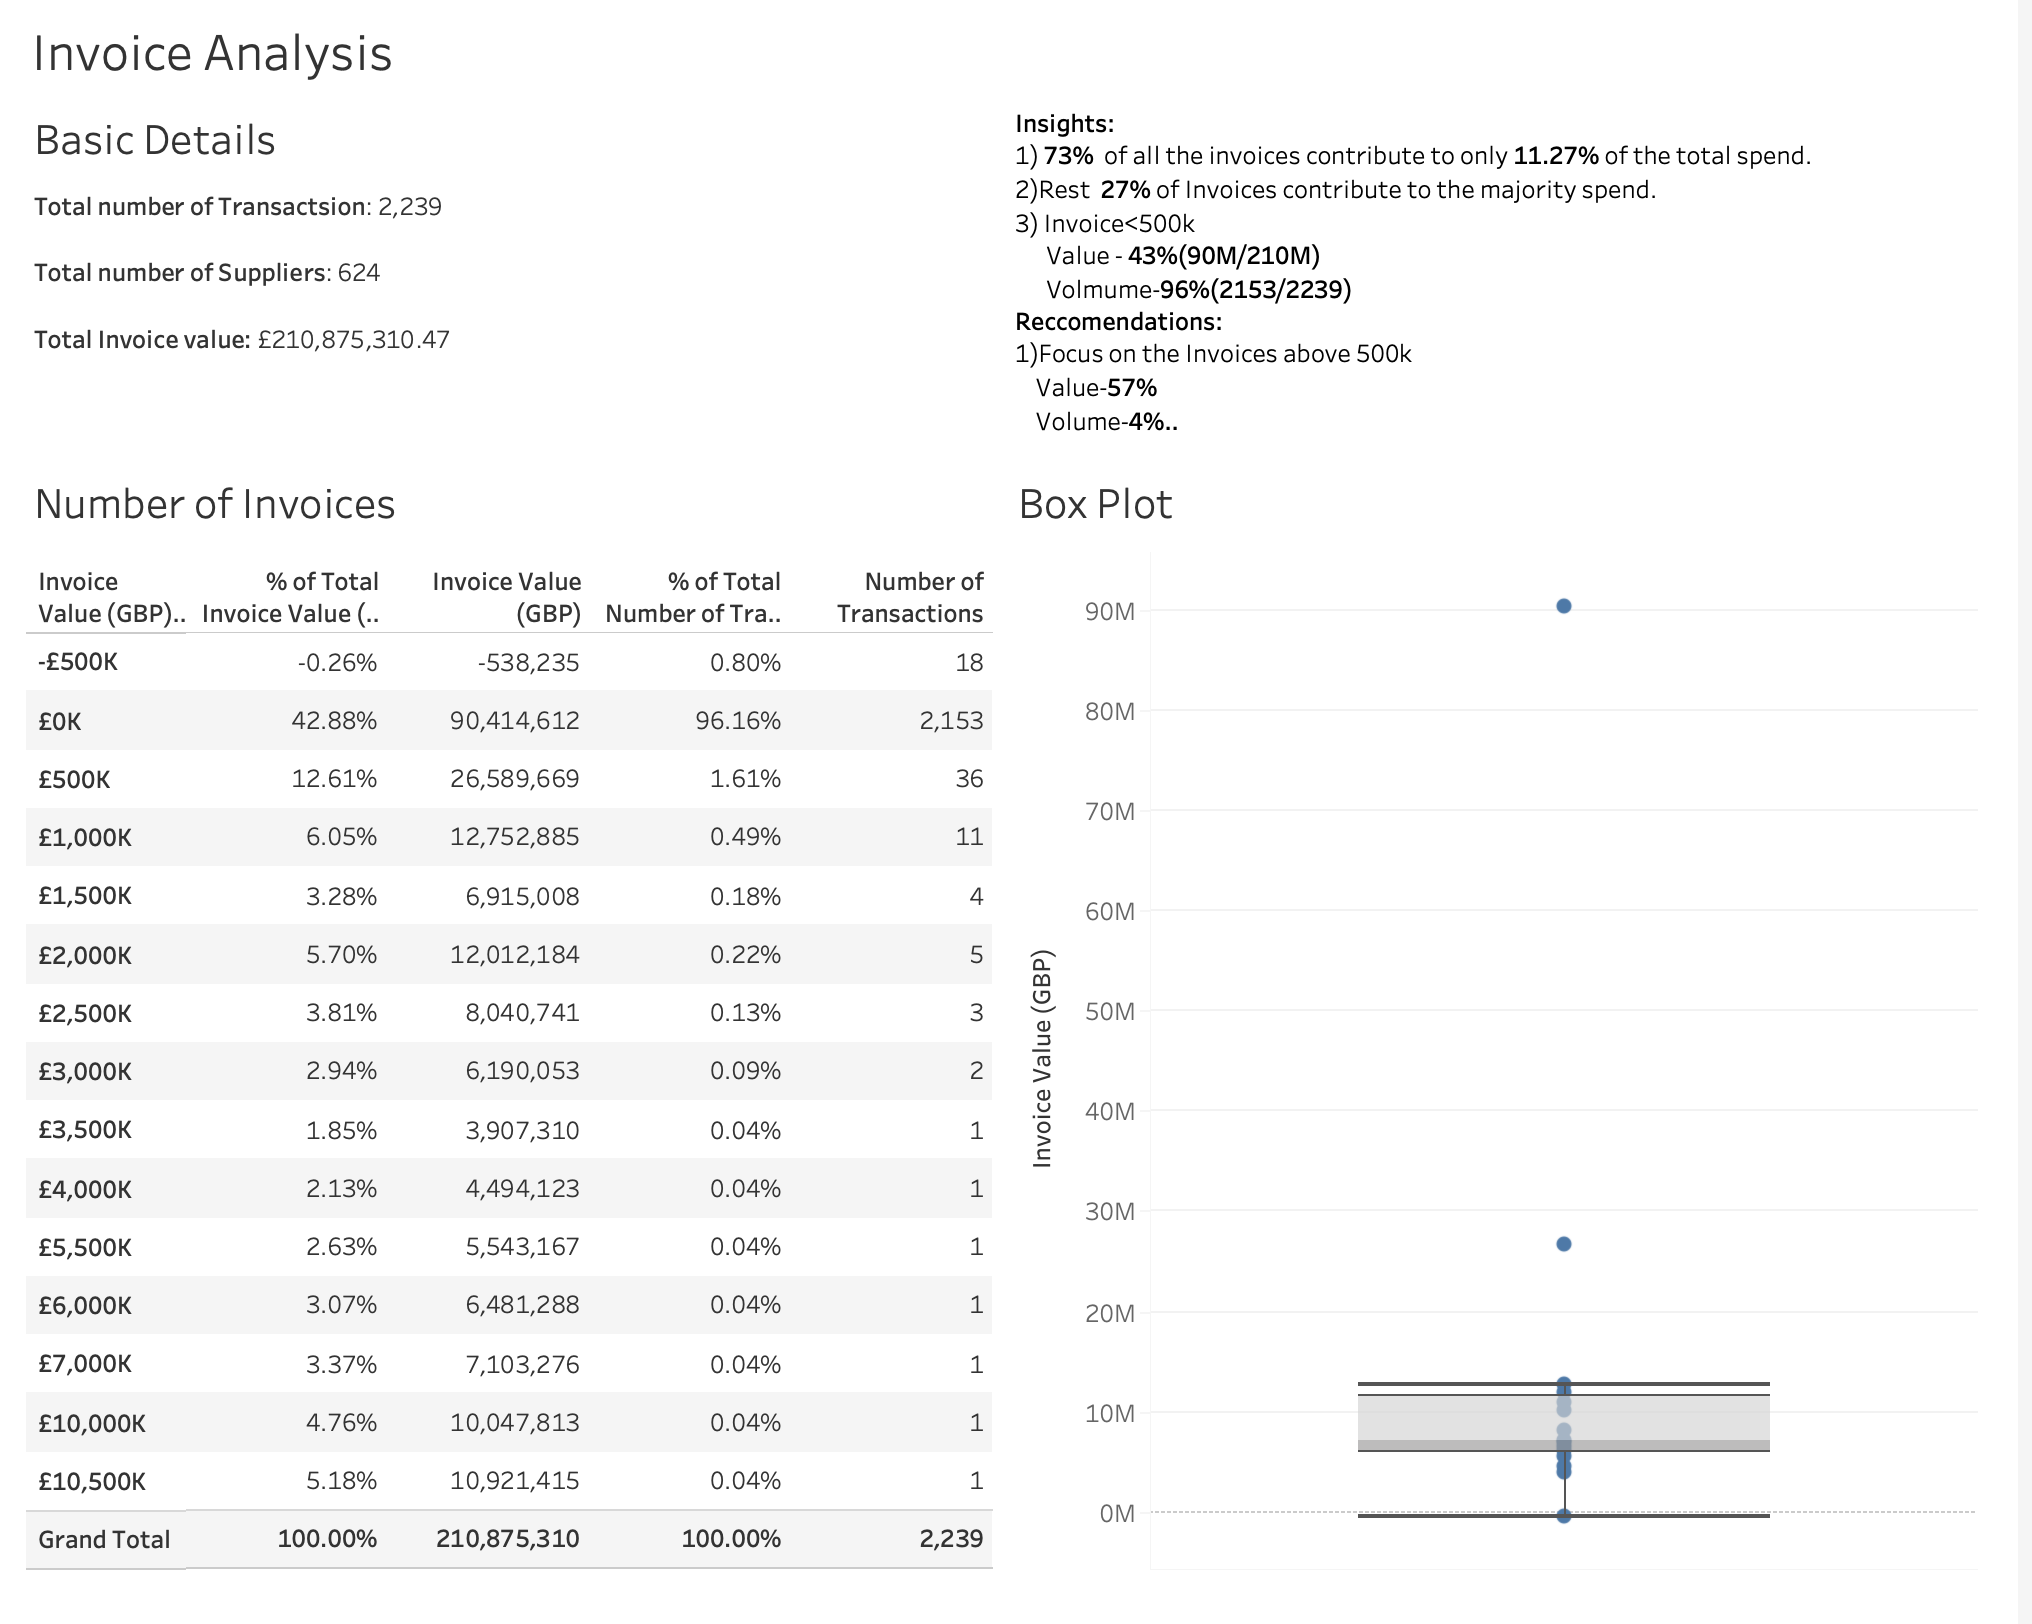 Invoice Analysis
Basic Details
Total number of Transactsion: 2,239
Total number of Suppliers: 624
Total Invoice value: £210,875,310.47
Insights:
1) 73%  of all the invoices contribute to only 11.27% of the total spend.
2)Rest  27% of Invoices contribute to the majority spend.
3) Invoice<500k
Value - 43%(90M/210M)
Volmume-96%(2153/2239)
Reccomendations:
1)Focus on the Invoices above 500k
Value-57%
Volume-4%..
Number of Invoices
Invoice Value (GBP).. % of Total Invoice Value (.. Invoice Value (GBP) % of Total Number of Tra.. Number of Transactions
-£500K -0.26% -538,235 0.80% 18
£0K 42.88% 90,414,612 96.16% 2,153
£500K 12.61% 26,589,669 1.61% 36
£1,000K 6.05% 12,752,885 0.49% 11
£1,500K 3.28% 6,915,008 0.18% 4
£2,000K 5.70% 12,012,184 0.22% 5
£2,500K 3.81% 8,040,741 0.13% 3
£3,000K 2.94% 6,190,053 0.09% 2
£3,500K 1.85% 3,907,310 0.04% 1
£4,000K 2.13% 4,494,123 0.04% 1
£5,500K 2.63% 5,543,167 0.04% 1
£6,000K 3.07% 6,481,288 0.04% 1
£7,000K 3.37% 7,103,276 0.04% 1
£10,000K 4.76% 10,047,813 0.04% 1
£10,500K 5.18% 10,921,415 0.04% 1
Grand Total 100.00% 210,875,310 100.00% 2,239
Box Plot
Invoice Value (GBP)
90M
80M
70M
60M
50M
40M
30M
20M
10M
0M